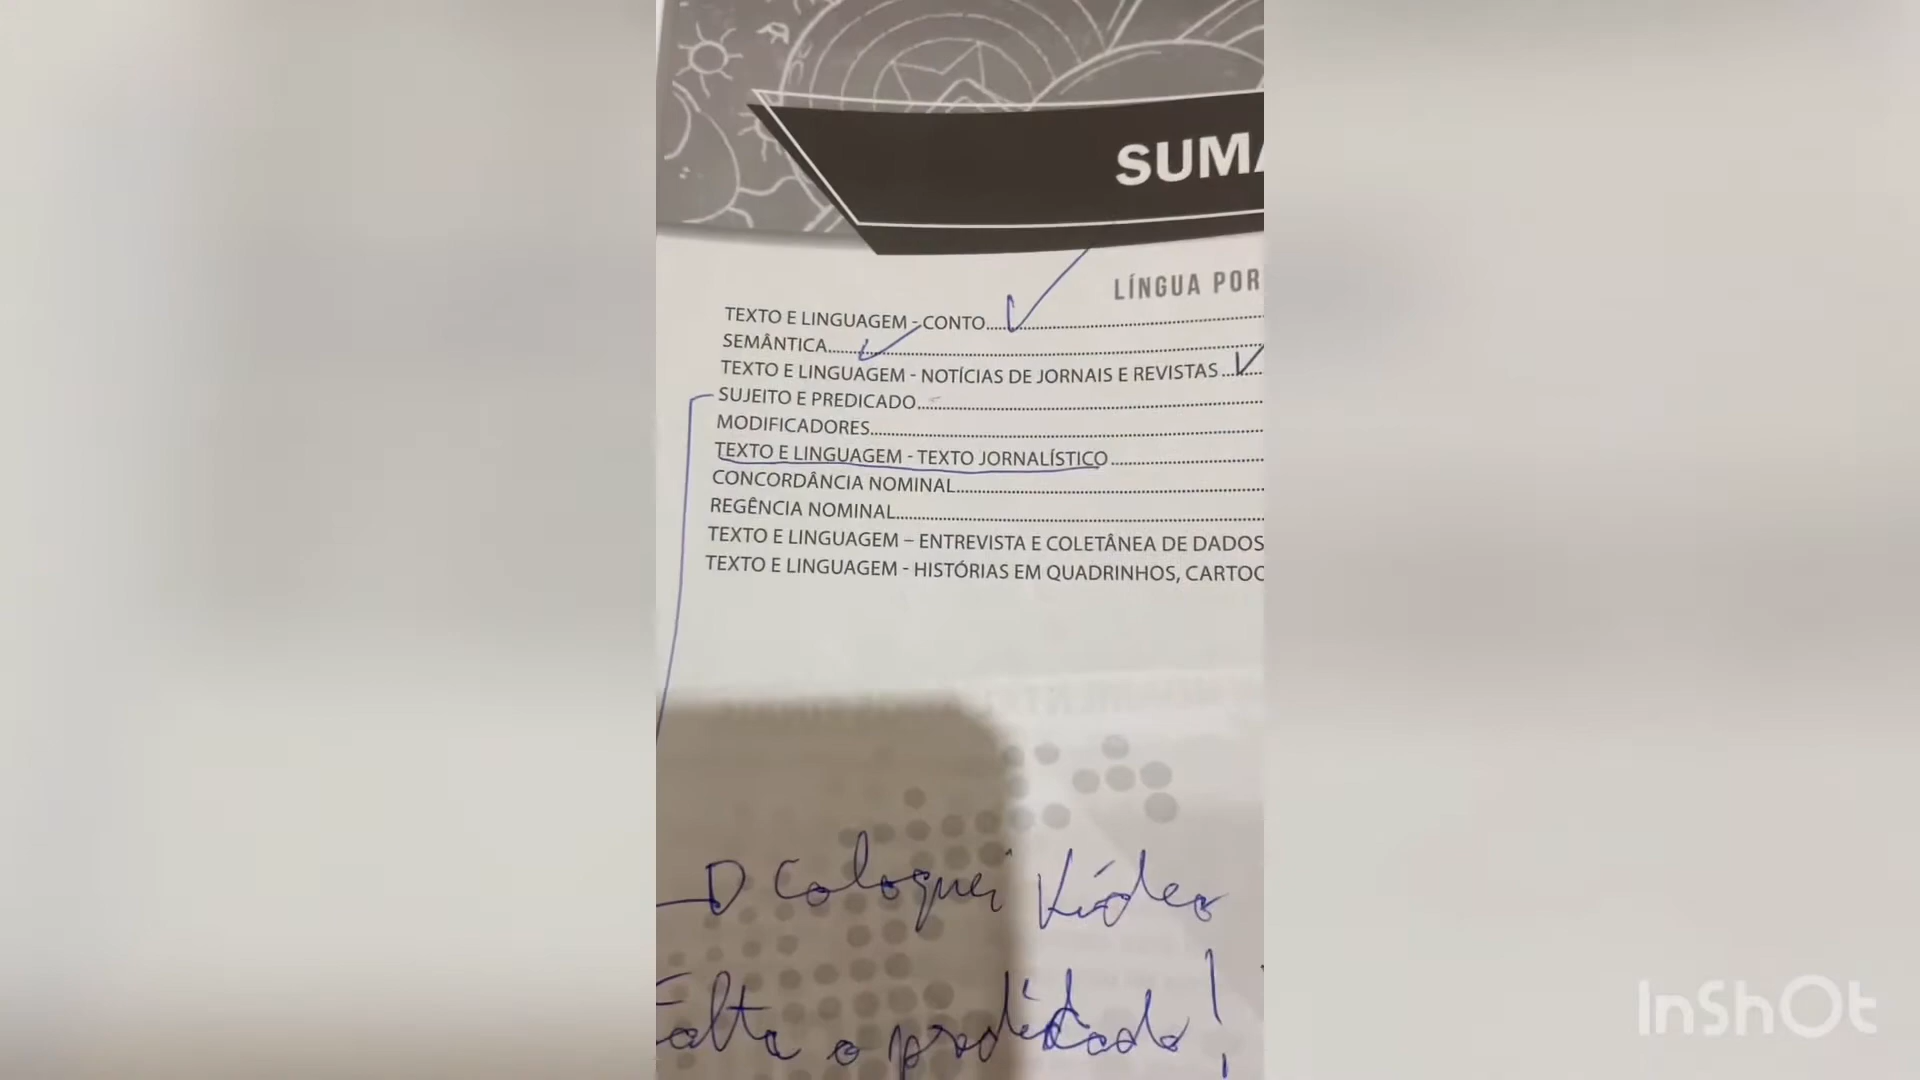 SUMA
LÍNGUA POR
TEXTO E LINGUAGEM - CONTO
SEMÂNTICA
TEXTO E LINGUAGEM - NOTÍCIAS DE JORNAIS E REVISTAS
SUJEITO E PREDICADO
MODIFICADORES
TEXTO E LINGUAGEM - TEXTO JORNALÍSTICO
CONCORDÂNCIA NOMINAL
REGÊNCIA NOMINAL
TEXTO E LINGUAGEM – ENTREVISTA E COLETÂNEA DE DADOS
TEXTO E LINGUAGEM - HISTÓRIAS EM QUADRINHOS, CARTOO
Coloquei Vídeo
Falta o predicado!
InShOt